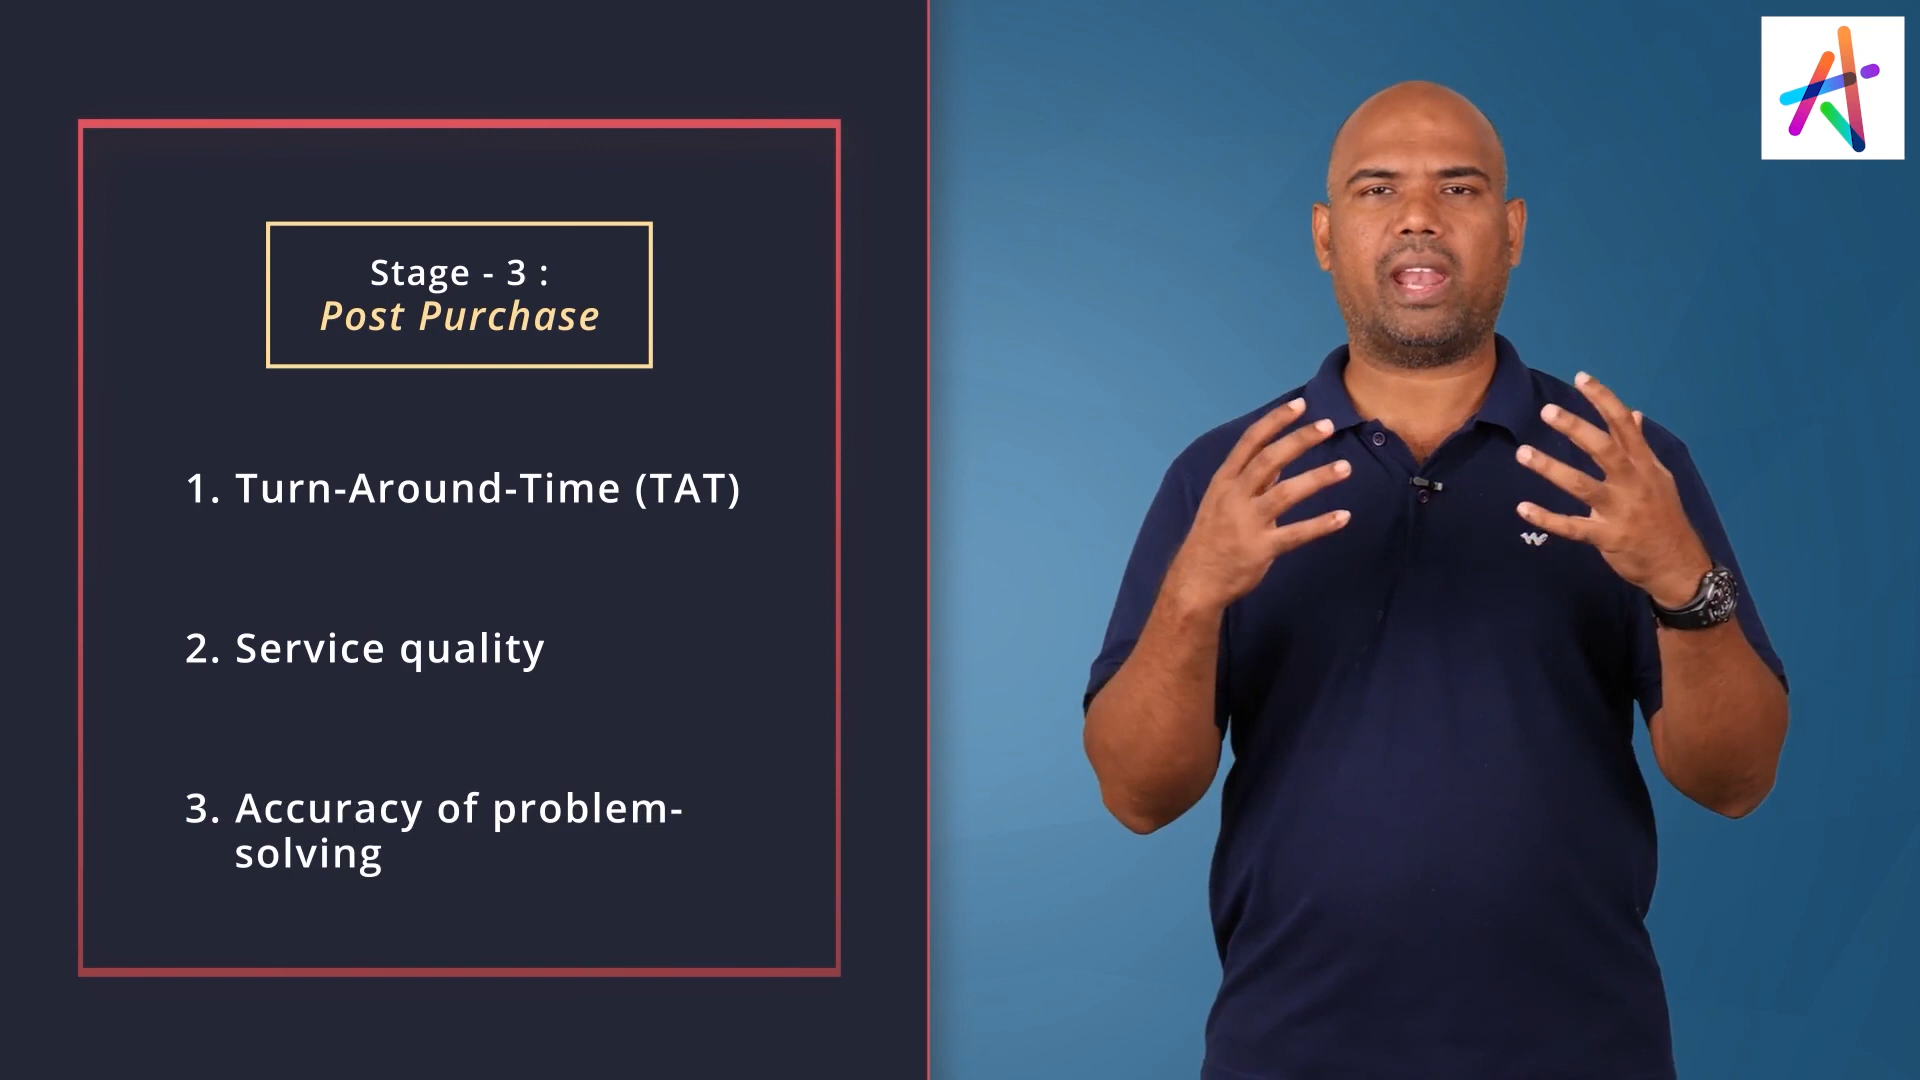 Stage - 3 :
Post Purchase
1. Turn-Around-Time (TAT)
2. Service quality
3. Accuracy of problem-
solving